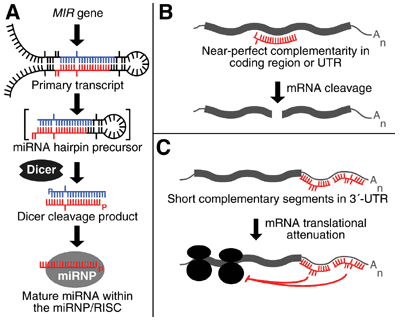 A
MIR gene
Primary transcript
miRNA hairpin precursor
Dicer
P
P
Dicer cleavage product
P
miRNP
Mature miRNA within
the miRNP/RISC
B
An
Near-perfect complementarity in
coding region or UTR
mRNA cleavage
An
C
An
Short complementary segments in 3´-UTR
mRNA translational
attenuation
An